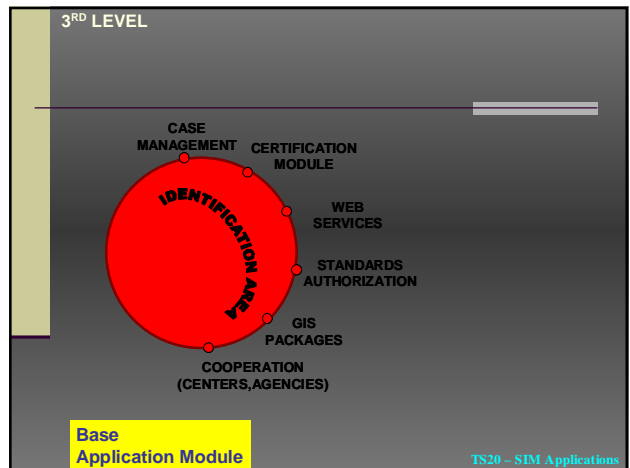 3RD LEVEL
CASE
MANAGEMENT
CERTIFICATION
MODULE
IDENTIFICATION AREA
WEB
SERVICES
STANDARDS
AUTHORIZATION
GIS
PACKAGES
COOPERATION
(CENTERS,AGENCIES)
Base
Application Module
TS20 – SIM Applications